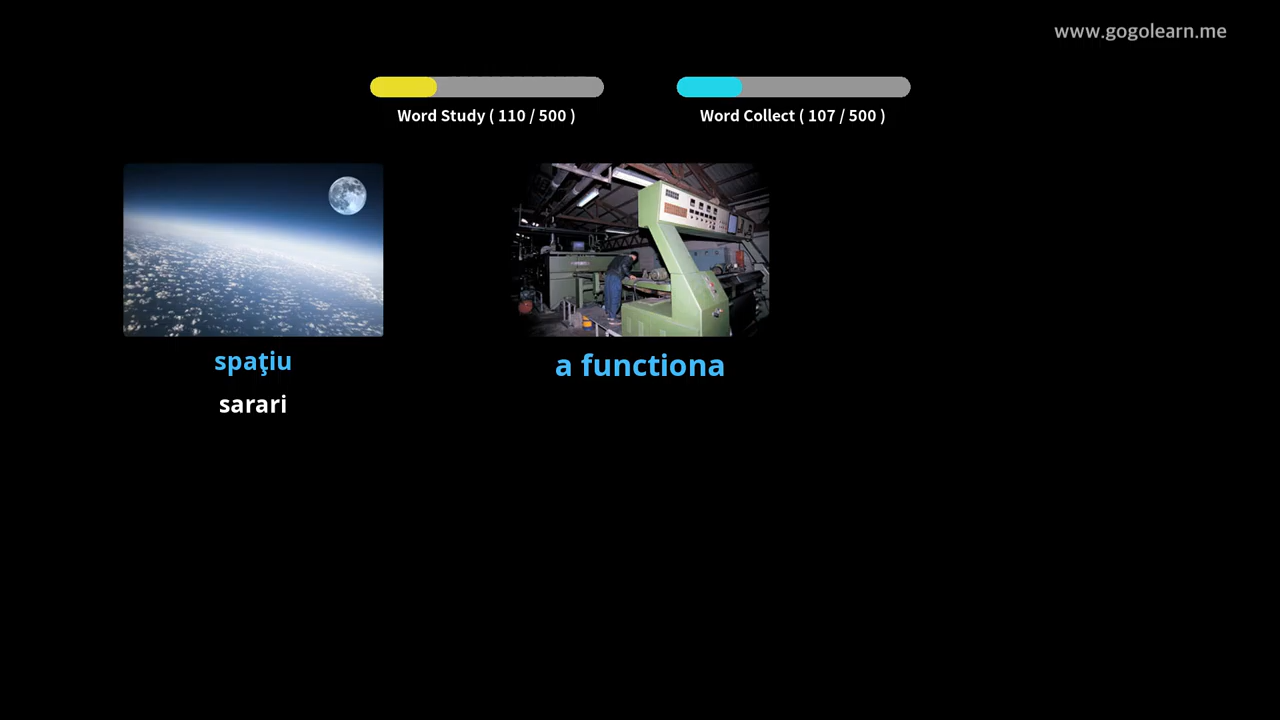 www.gogolearn.me
Word Study ( 110 / 500 )
Word Collect ( 107 / 500 )
spaţiu
a functiona
sarari